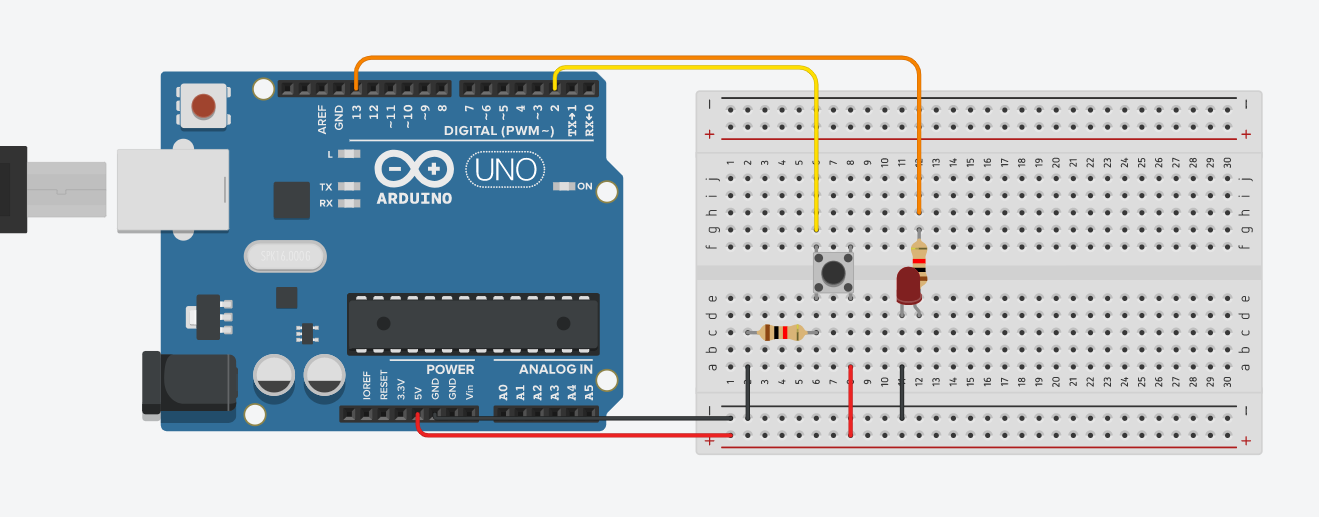 AREF
GND
13
12
~11
~10
~9
8
7
~6
~5
4
~3
2
TX→1
RX←0
DIGITAL (PWM~)
L
TX
RX
ARDUINO
UNO
ON
SPK16.000G
POWER
ANALOG IN
IOREF
RESET
3.3V
5V
GND
GND
Vin
A0
A1
A2
A3
A4
A5
− −
+ +
1 2 3 4 5 6 7 8 9 10 11 12 13 14 15 16 17 18 19 20 21 22 23 24 25 26 27 28 29 30
j j
i i
h h
g g
f f
e e
d d
c c
b b
a a
1 2 3 4 5 6 7 8 9 10 11 12 13 14 15 16 17 18 19 20 21 22 23 24 25 26 27 28 29 30
− −
+ +